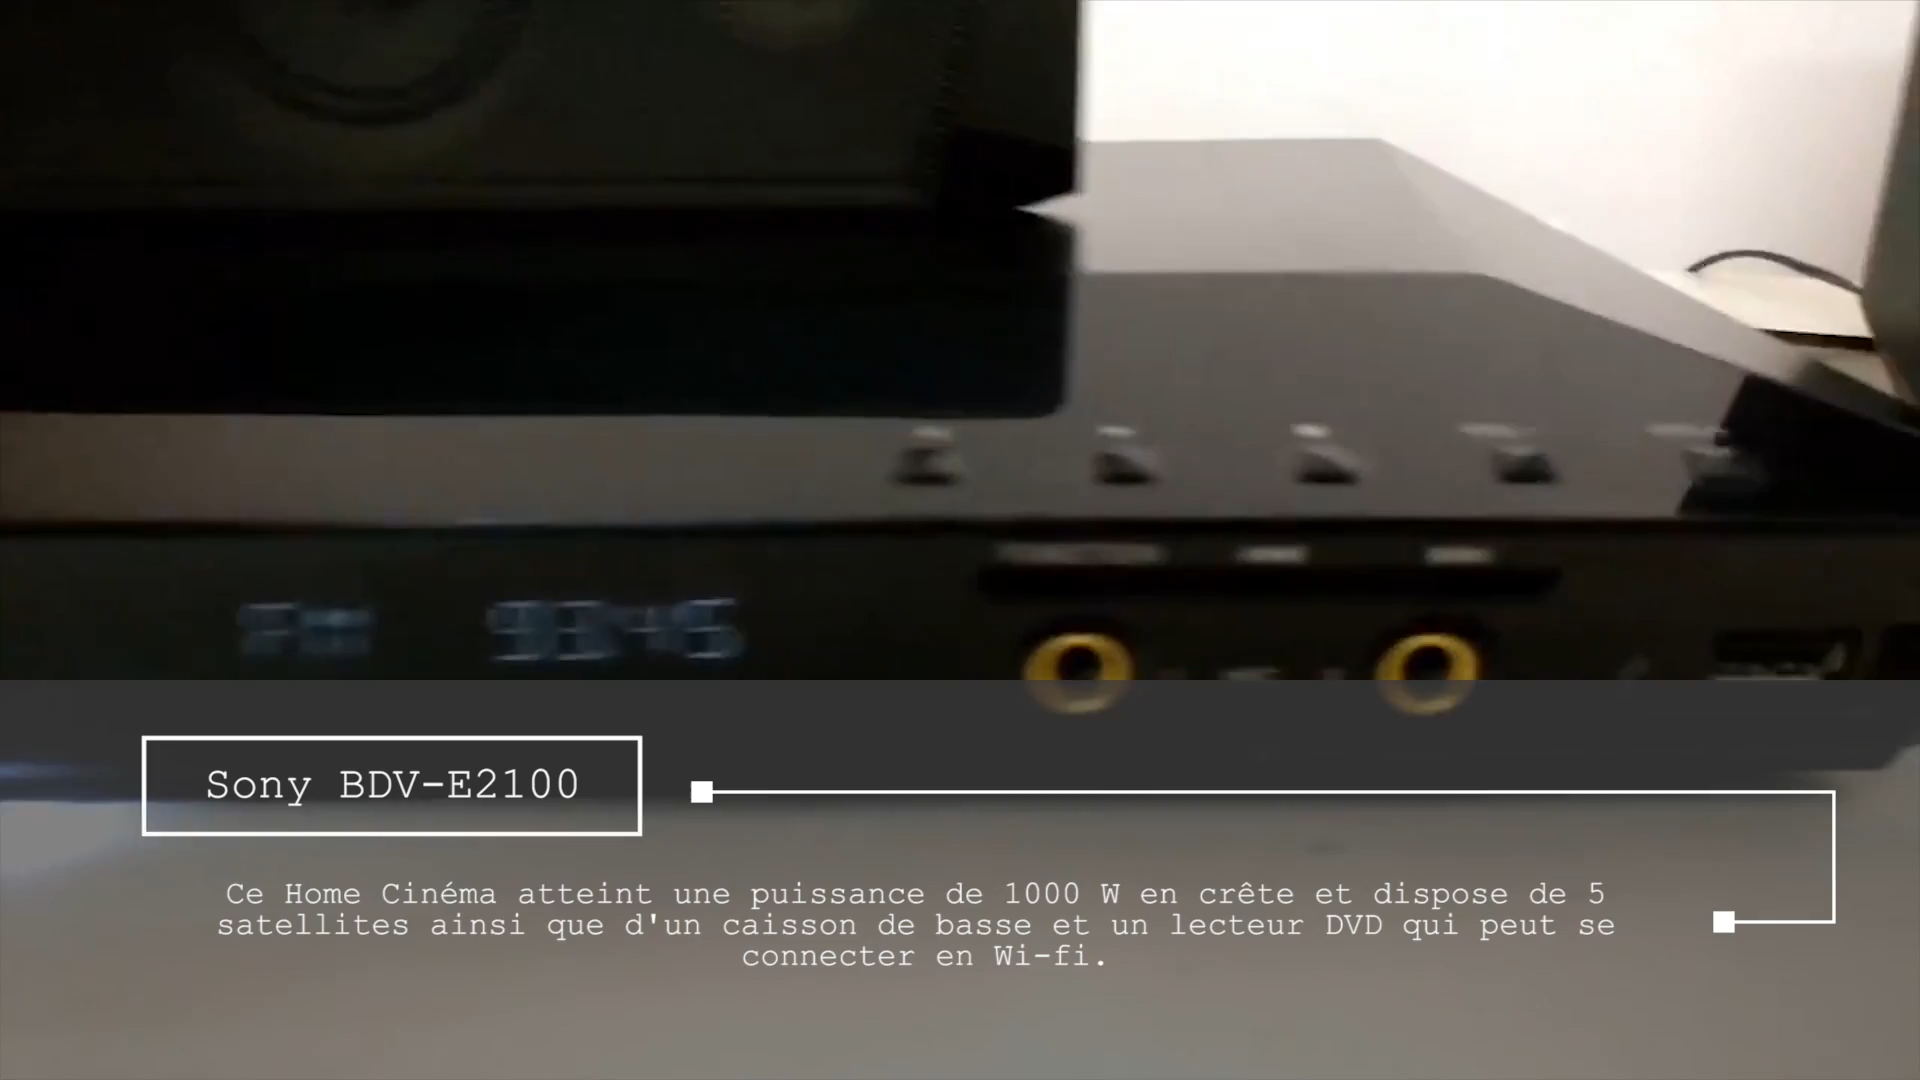 Sony BDV-E2100
Ce Home Cinéma atteint une puissance de 1000 W en crête et dispose de 5
satellites ainsi que d'un caisson de basse et un lecteur DVD qui peut se
connecter en Wi-fi.